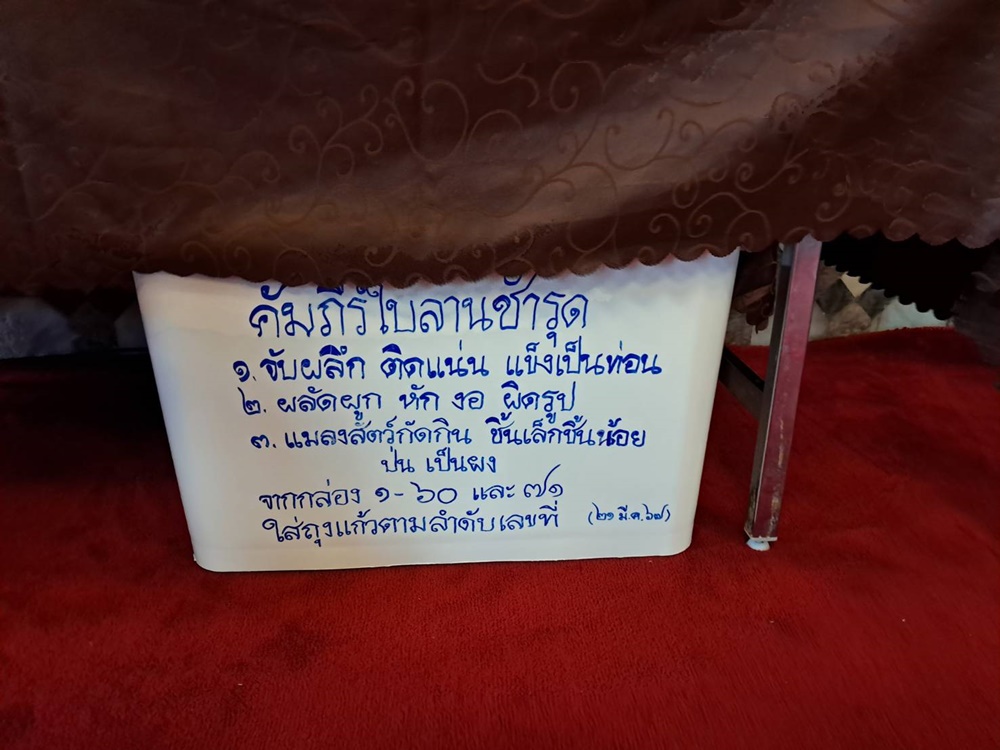 คัมภีร์ใบลานชำรุด
๑. จับผลึก ติดแน่น แข็งเป็นท่อน
๒. ผลัดผูก หัก งอ ผิดรูป
๓. แมลงสัตว์กัดกิน ชิ้นเล็กชิ้นน้อย
ป่น เป็นผง
จากกล่อง ๑-๖๐ และ ๗๑
ใส่ถุงแก้วตามลำดับเลขที่ (๒๑ มี.ค.๖๗)